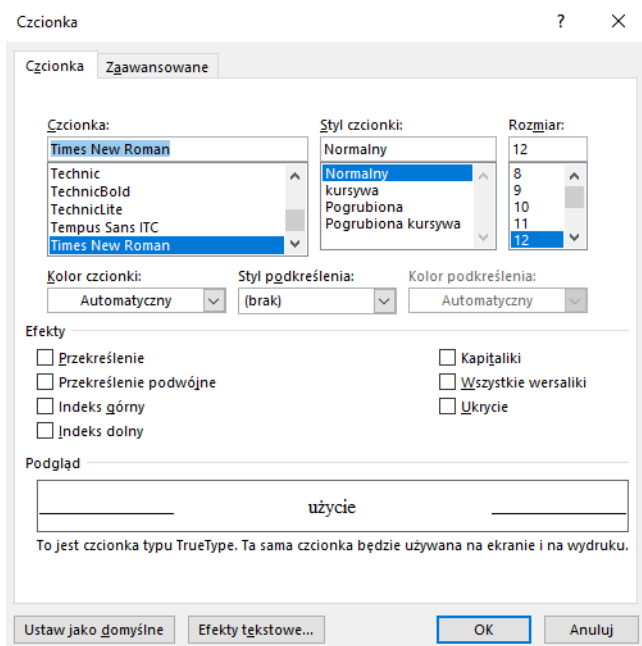 Czcionka ? ×
Czcionka Zaawansowane
Czcionka: Styl czcionki: Rozmiar:
Times New Roman Normalny 12
Technic Normalny 8
TechnicBold kursywa 9
TechnicLite Pogrubiona 10
Tempus Sans ITC Pogrubiona kursywa 11
Times New Roman 12
Kolor czcionki: Styl podkreślenia: Kolor podkreślenia:
Automatyczny (brak) Automatyczny
Efekty
Przekreślenie Kapitaliki
Przekreślenie podwójne Wszystkie wersaliki
Indeks górny Ukrycie
Indeks dolny
Podgląd
użycie
To jest czcionka typu TrueType. Ta sama czcionka będzie używana na ekranie i na wydruku.
Ustaw jako domyślne Efekty tekstowe... OK Anuluj